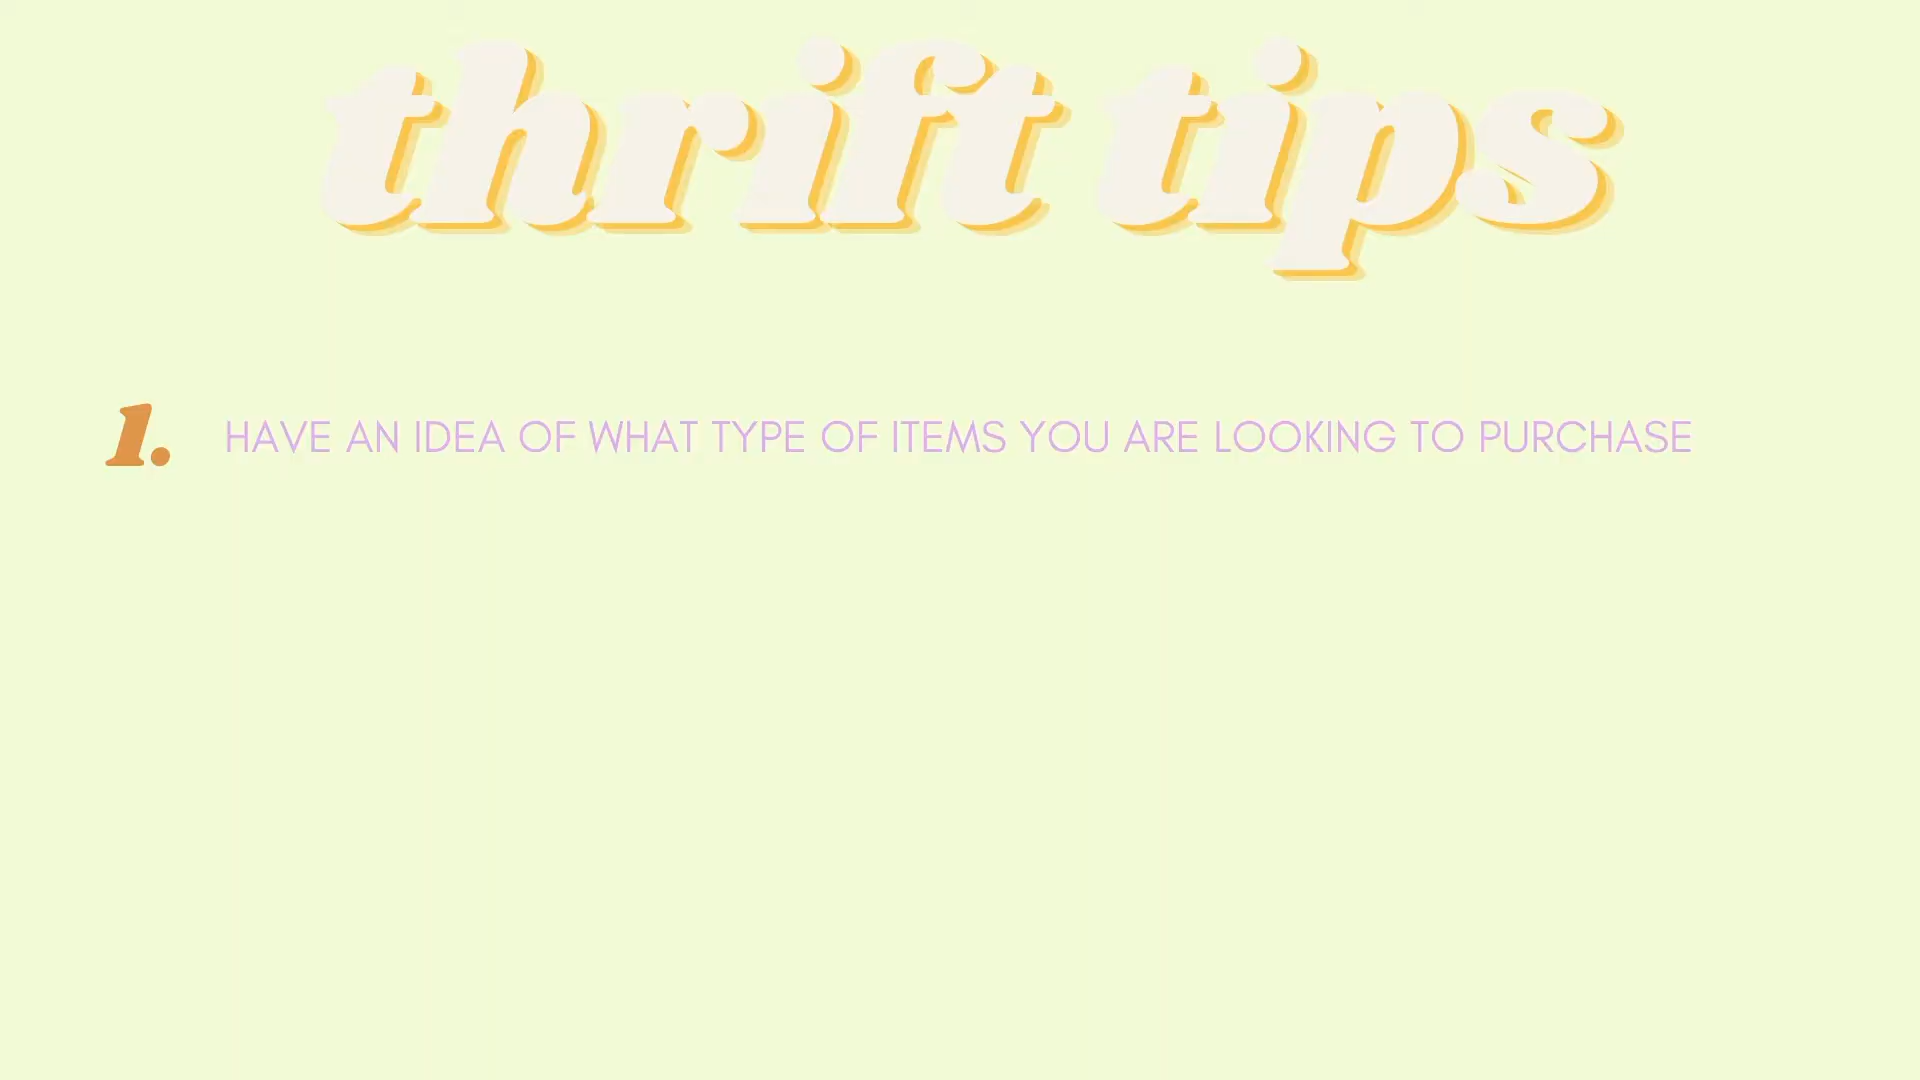 thrift tips
1. HAVE AN IDEA OF WHAT TYPE OF ITEMS YOU ARE LOOKING TO PURCHASE